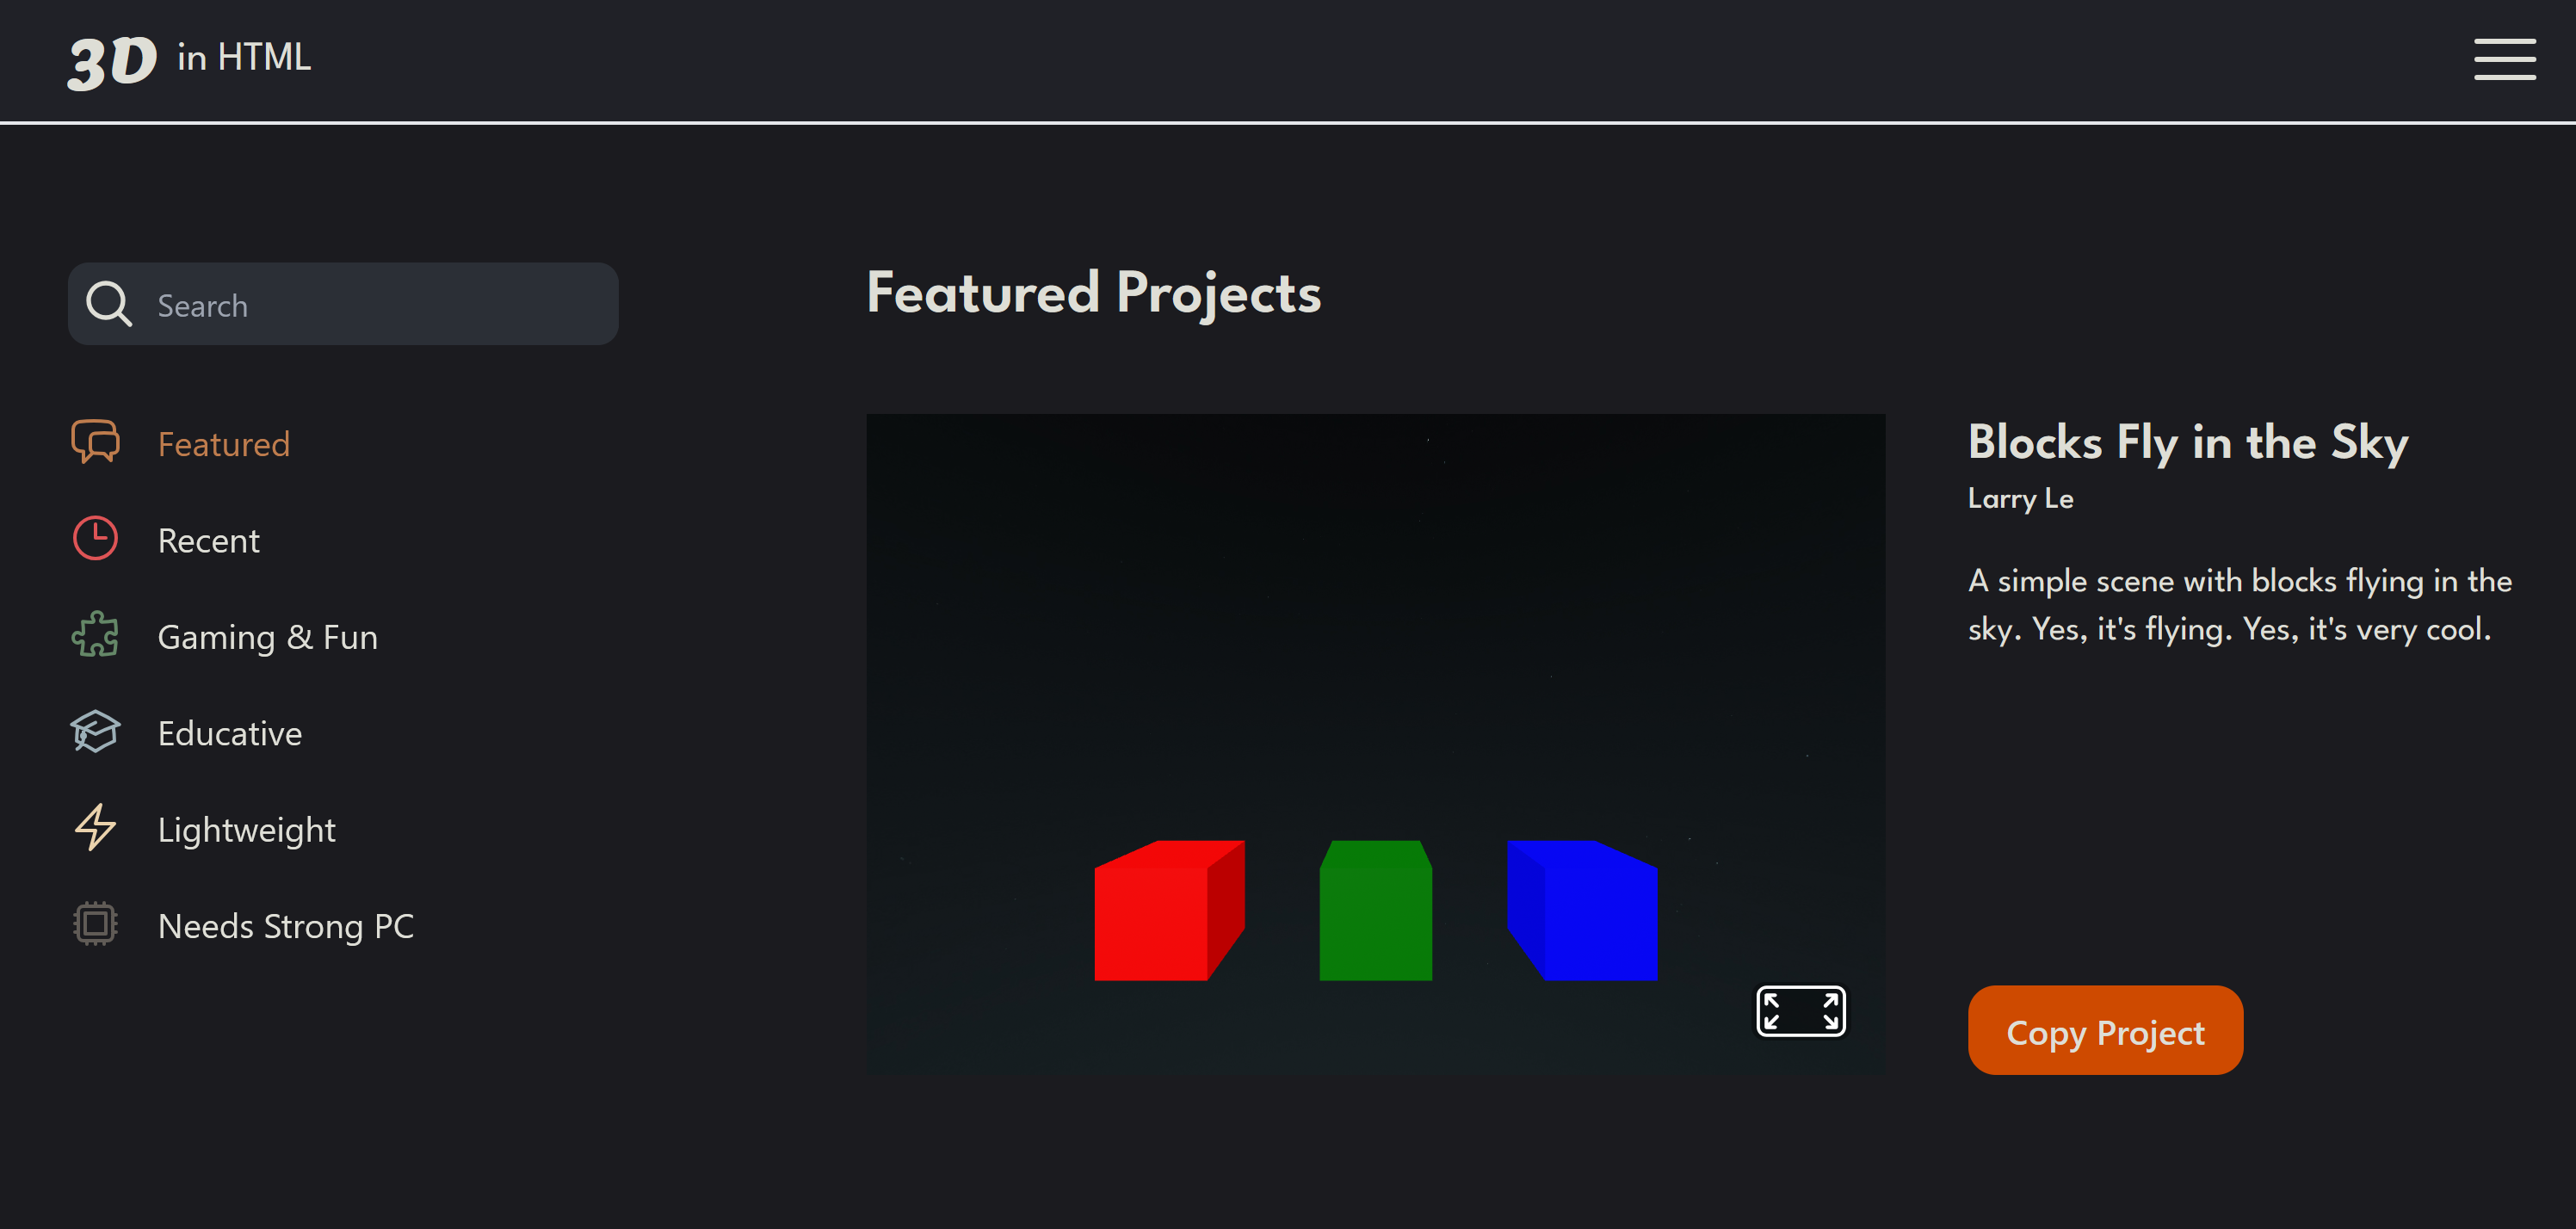 3D in HTML
Search
Featured
Recent
Gaming & Fun
Educative
Lightweight
Needs Strong PC
Featured Projects
Blocks Fly in the Sky
Larry Le
A simple scene with blocks flying in the
sky. Yes, it's flying. Yes, it's very cool.
Copy Project